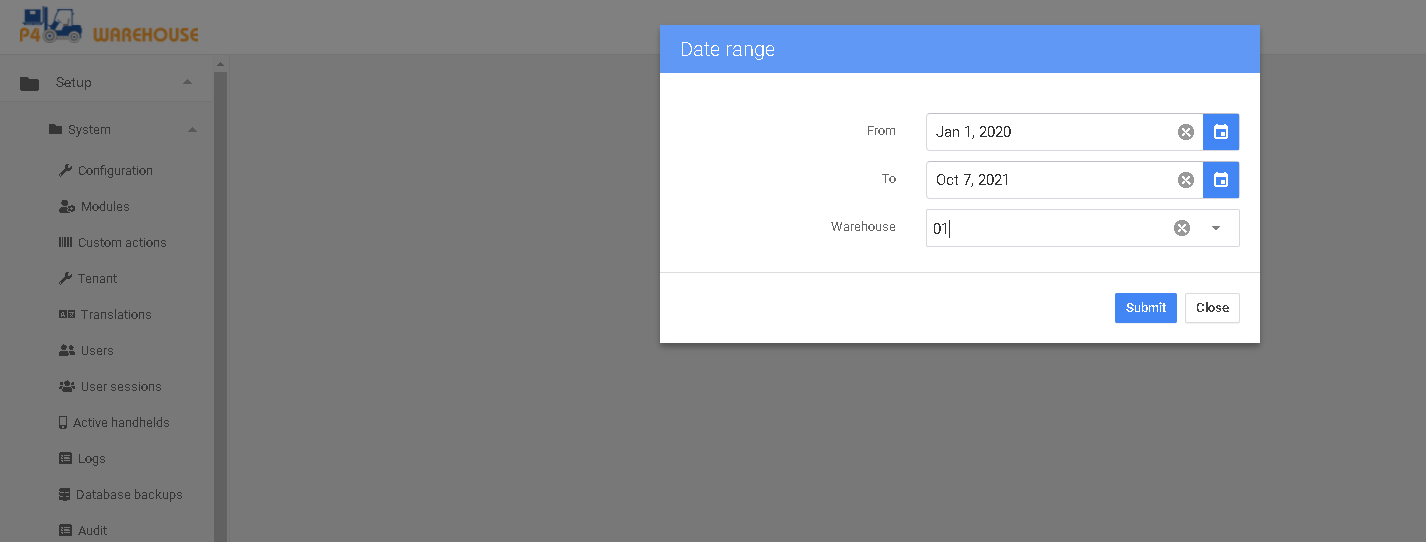 P4 WAREHOUSE
Setup
System
Configuration
Modules
Custom actions
Tenant
Translations
Users
User sessions
Active handhelds
Logs
Database backups
Audit
Date range
From
Jan 1, 2020
To
Oct 7, 2021
Warehouse
01
Submit
Close